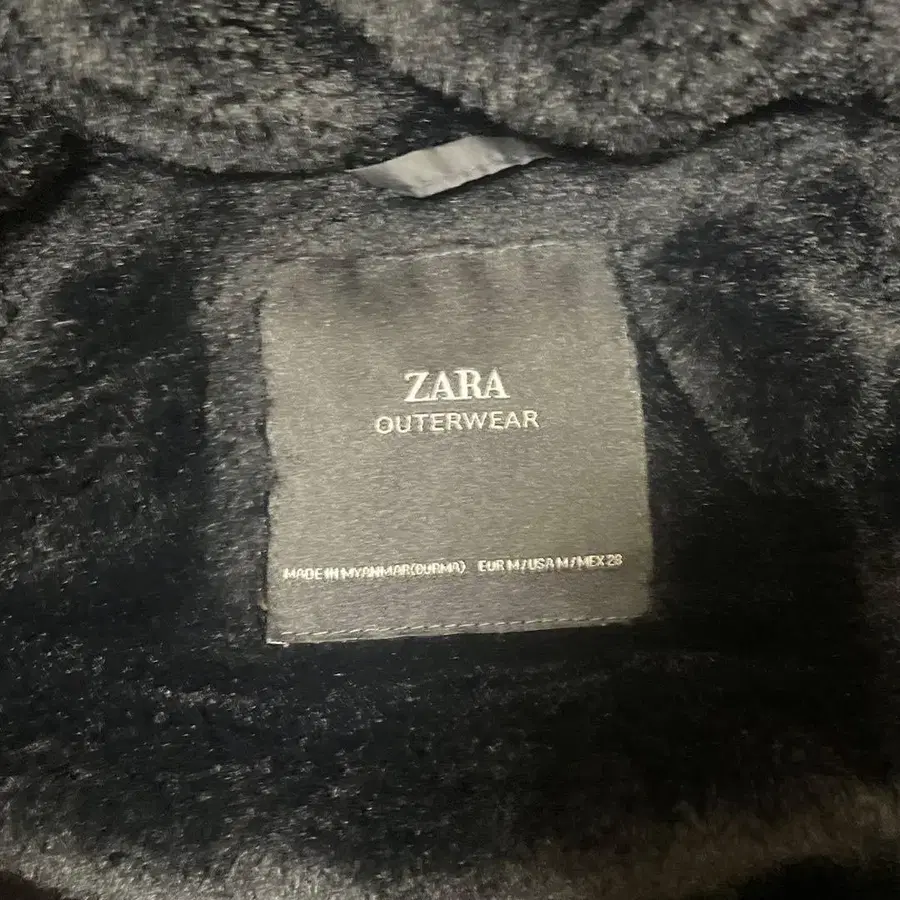 ZARA
OUTERWEAR
MADE IN MYANMAR(BURMA) EUR M/USA M/MEX 28